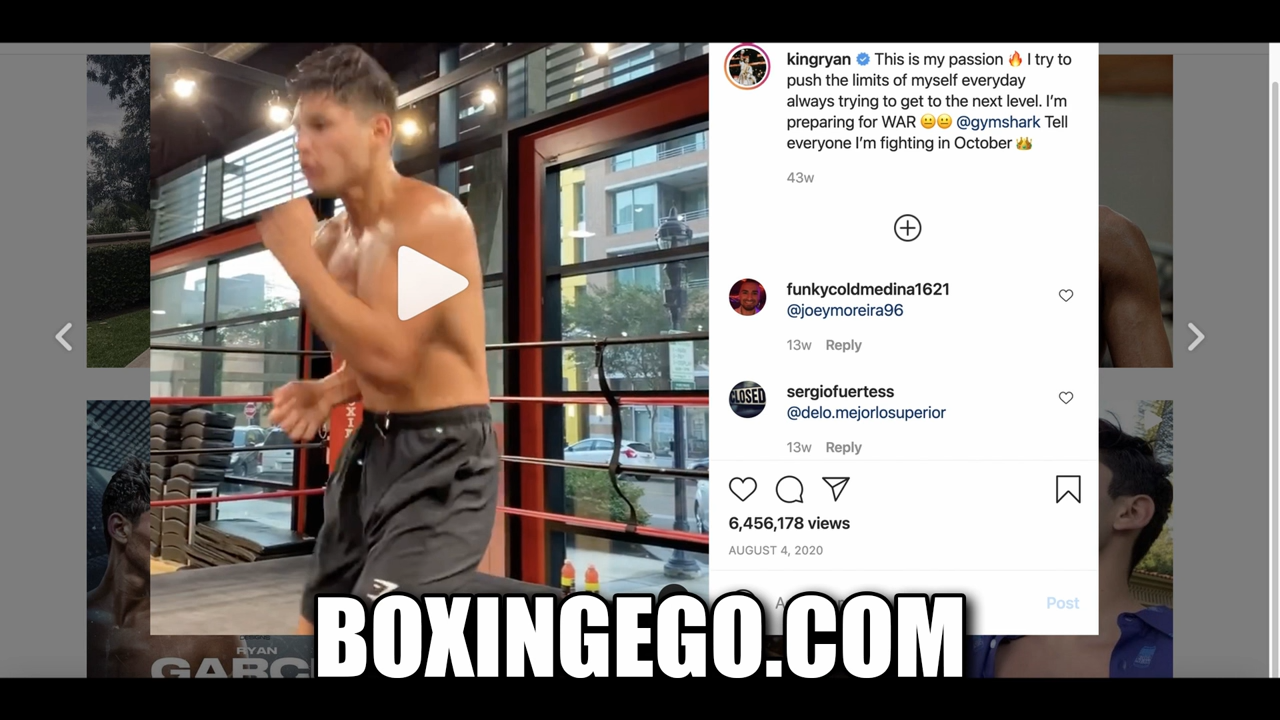 kingryan This is my passion 🔥 I try to
push the limits of myself everyday
always trying to get to the next level. I'm
preparing for WAR 😐😐 @gymshark Tell
everyone I'm fighting in October 👑
43w
funkycoldmedina1621
@joeymoreira96
13w Reply
CLOSED
sergiofuertess
@delo.mejorlosuperior
13w Reply
6,456,178 views
AUGUST 4, 2020
Post
RYAN
BOXINGEGO.COM